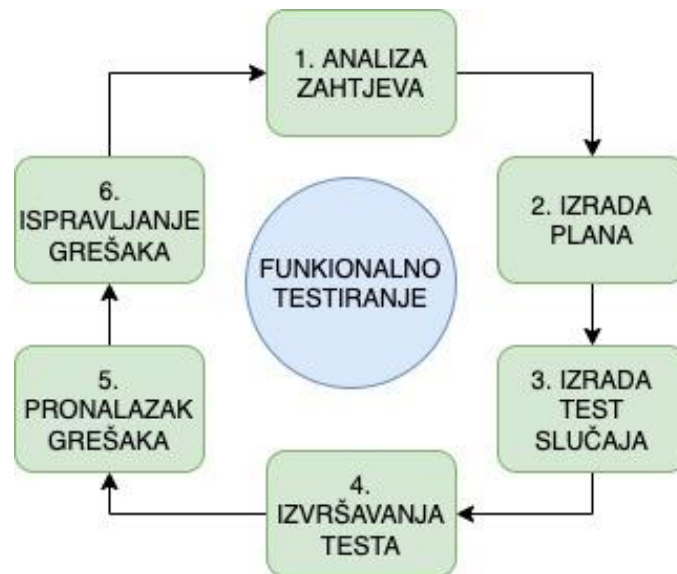 1. ANALIZA
ZAHTJEVA
2. IZRADA
PLANA
3. IZRADA
TEST
SLUČAJA
4.
IZVRŠAVANJA
TESTA
5.
PRONALAZAK
GREŠAKA
6.
ISPRAVLJANJE
GREŠAKA
FUNKIONALNO
TESTIRANJE